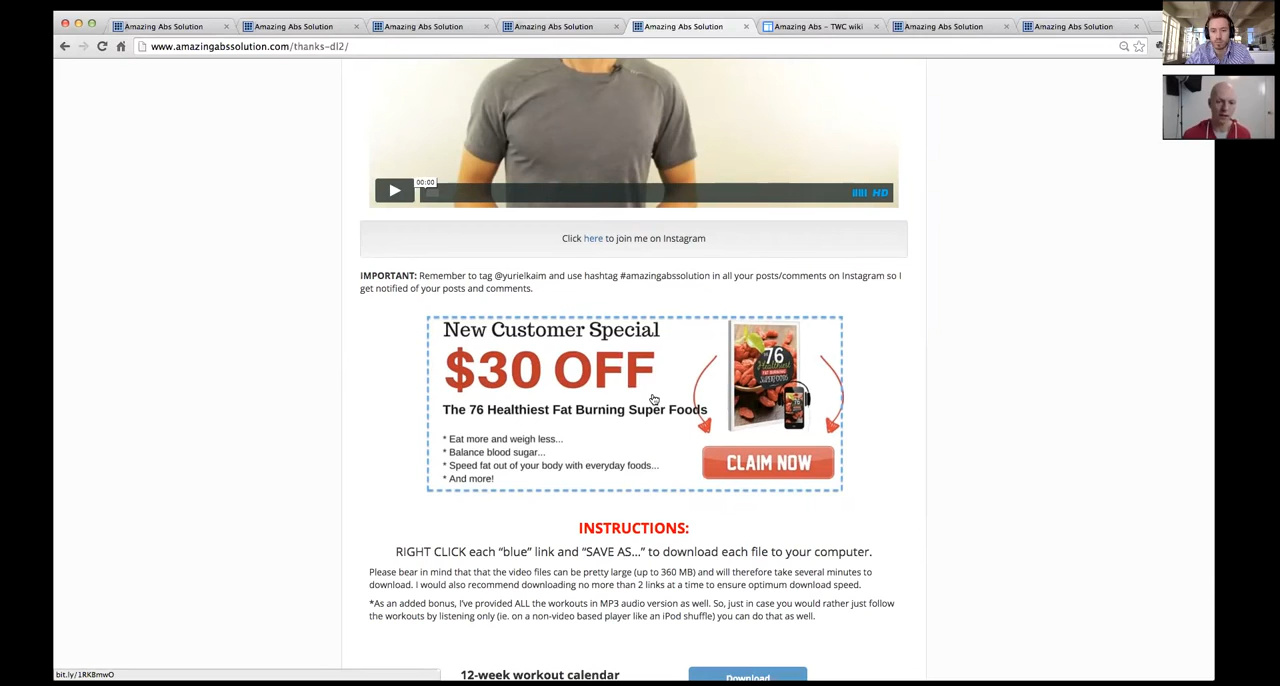 Amazing Abs Solution
Amazing Abs Solution
Amazing Abs Solution
Amazing Abs Solution
Amazing Abs Solution
Amazing Abs – TWC wiki
Amazing Abs Solution
Amazing Abs Solution
www.amazingabssolution.com/thanks-dl2/
00:00
HD
Click here to join me on Instagram
IMPORTANT: Remember to tag @yurielkaim and use hashtag #amazingabssolution in all your posts/comments on Instagram so I
get notified of your posts and comments.
New Customer Special
$30 OFF
The 76 Healthiest Fat Burning Super Foods
* Eat more and weigh less...
* Balance blood sugar...
* Speed fat out of your body with everyday foods...
* And more!
76
Healthiest
FAT BURNING
SUPERFOODS
CLAIM NOW
INSTRUCTIONS:
RIGHT CLICK each “blue” link and “SAVE AS...” to download each file to your computer.
Please bear in mind that that the video files can be pretty large (up to 360 MB) and will therefore take several minutes to
download. I would also recommend downloading no more than 2 links at a time to ensure optimum download speed.
*As an added bonus, I’ve provided ALL the workouts in MP3 audio version as well. So, just in case you would rather just follow
the workouts by listening only (ie. on a non-video based player like an iPod shuffle) you can do that as well.
12-week workout calendar
Download
bit.ly/1RKBmwO